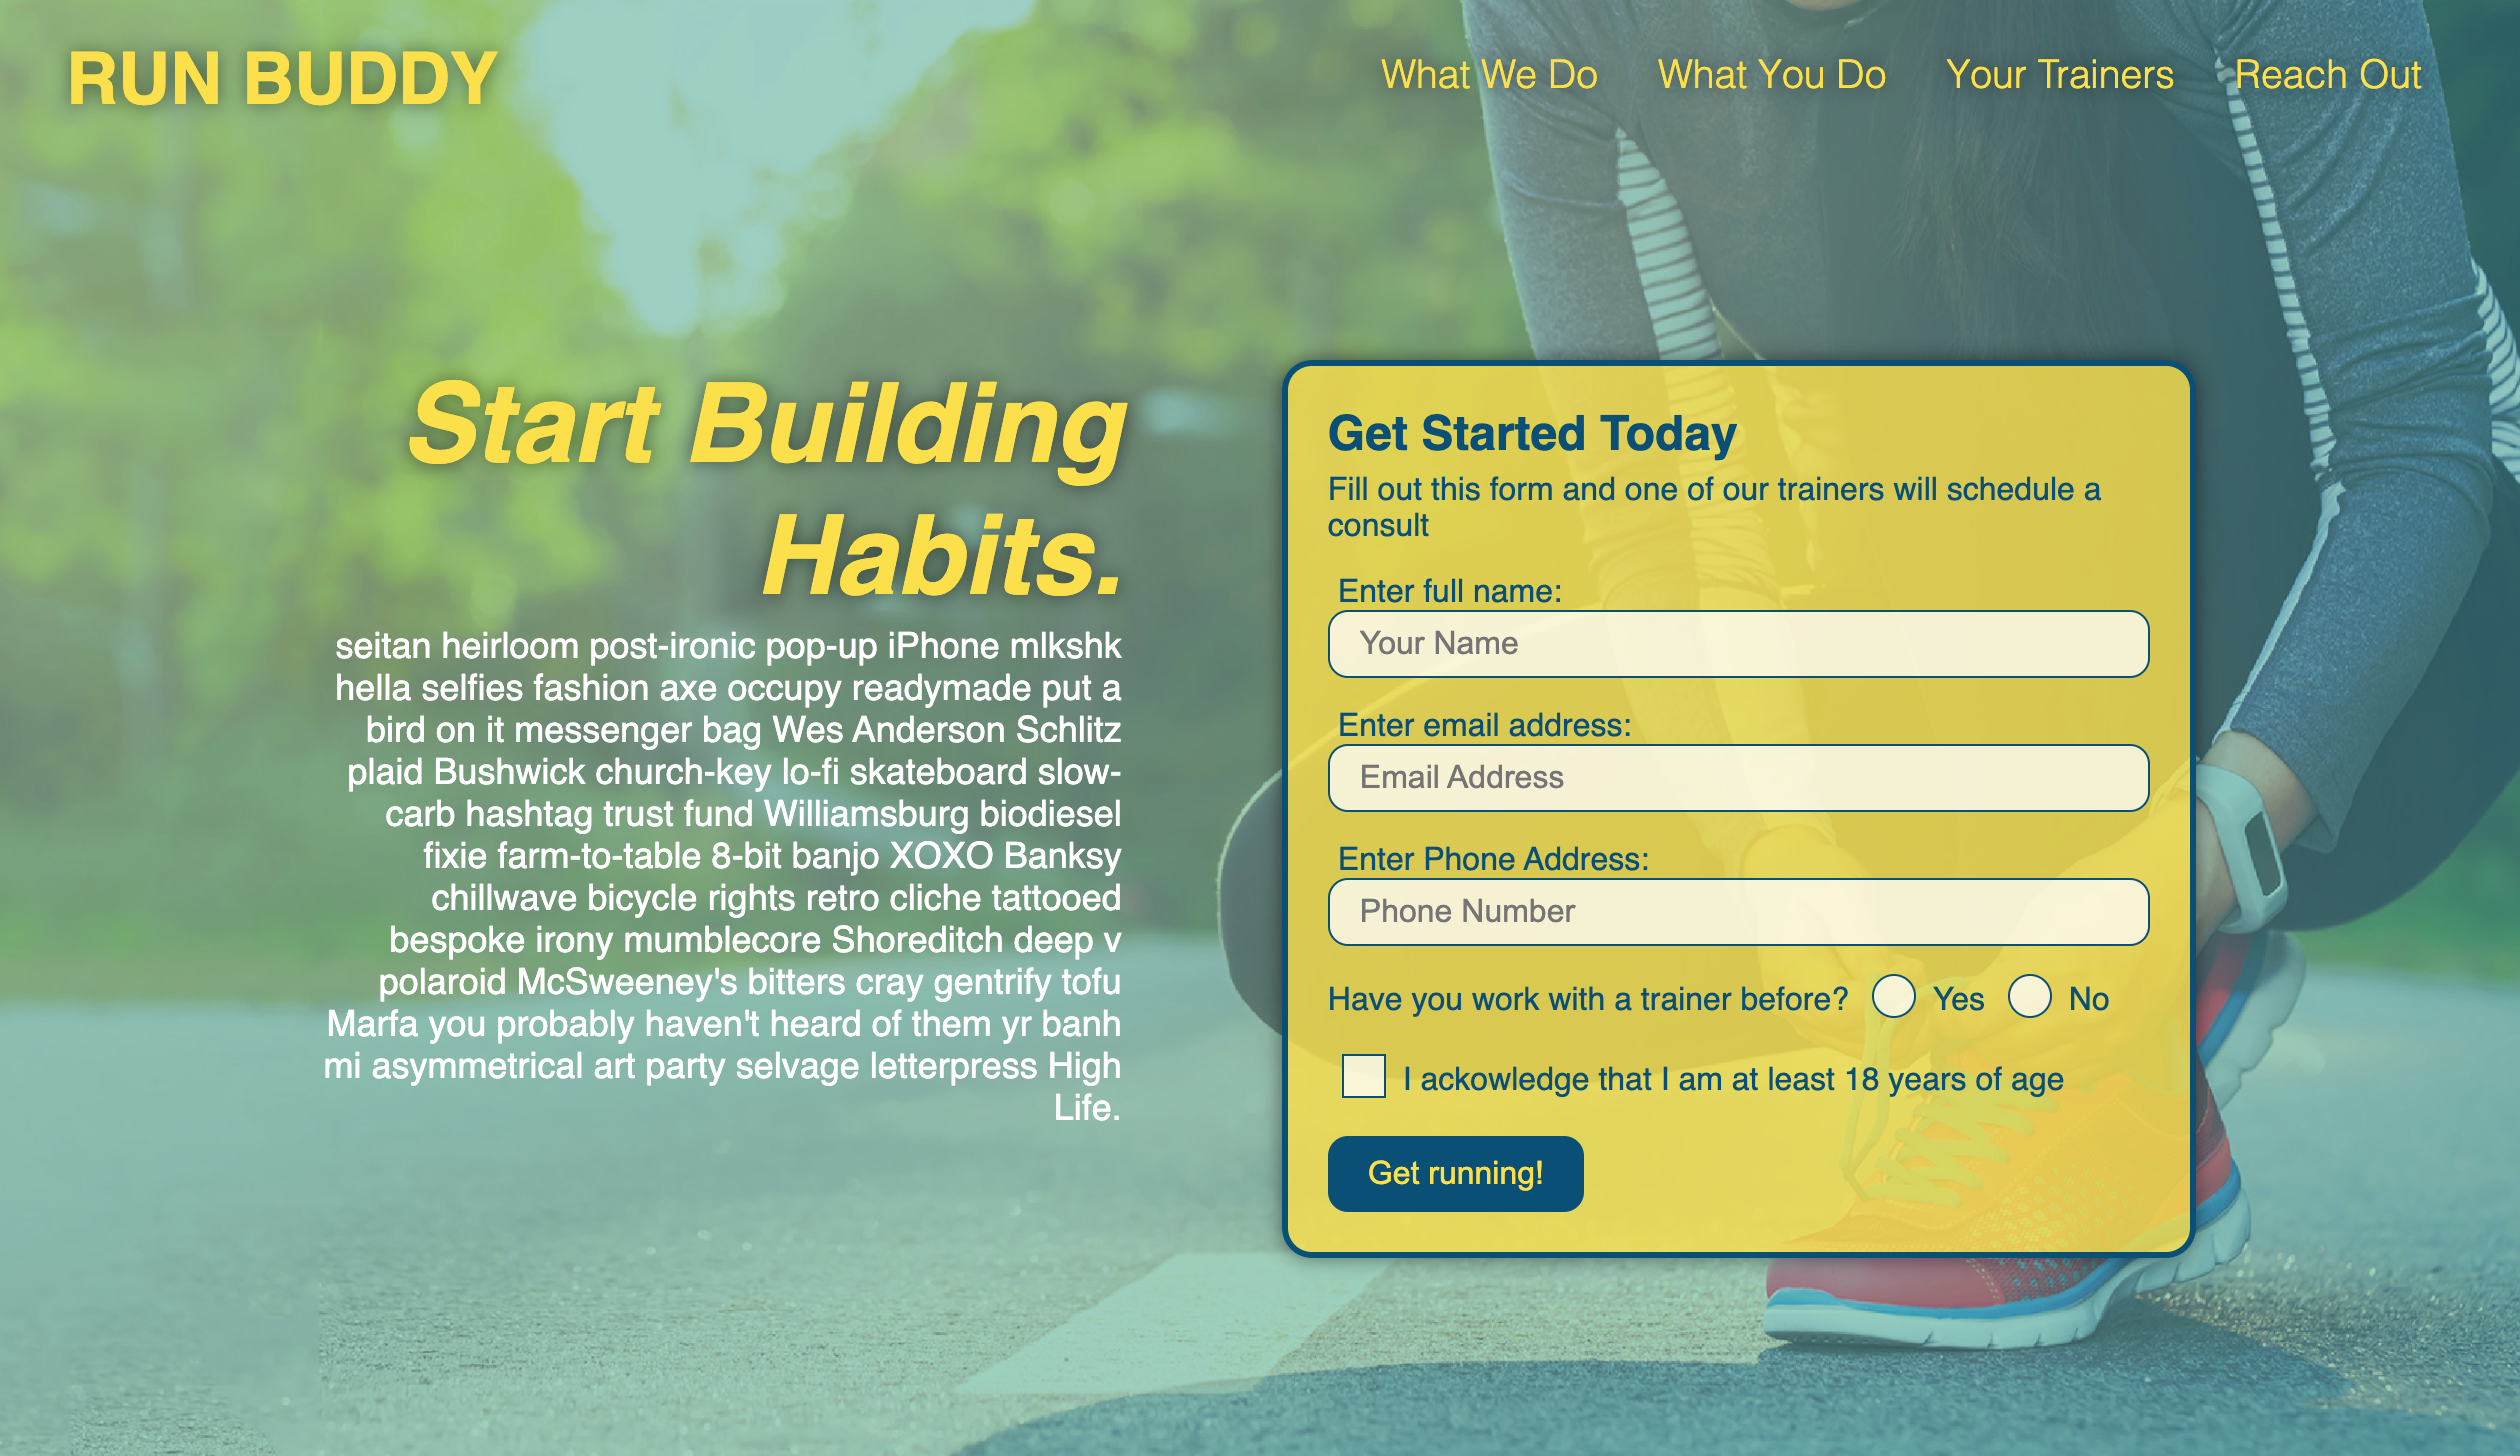 RUN BUDDY
What We Do
What You Do
Your Trainers
Reach Out
Start Building
Habits.
seitan heirloom post-ironic pop-up iPhone mlkshk
hella selfies fashion axe occupy readymade put a
bird on it messenger bag Wes Anderson Schlitz
plaid Bushwick church-key lo-fi skateboard slow-
carb hashtag trust fund Williamsburg biodiesel
fixie farm-to-table 8-bit banjo XOXO Banksy
chillwave bicycle rights retro cliche tattooed
bespoke irony mumblecore Shoreditch deep v
polaroid McSweeney's bitters cray gentrify tofu
Marfa you probably haven't heard of them yr banh
mi asymmetrical art party selvage letterpress High
Life.
Get Started Today
Fill out this form and one of our trainers will schedule a
consult
Enter full name:
Your Name
Enter email address:
Email Address
Enter Phone Address:
Phone Number
Have you work with a trainer before? Yes No
I ackowledge that I am at least 18 years of age
Get running!